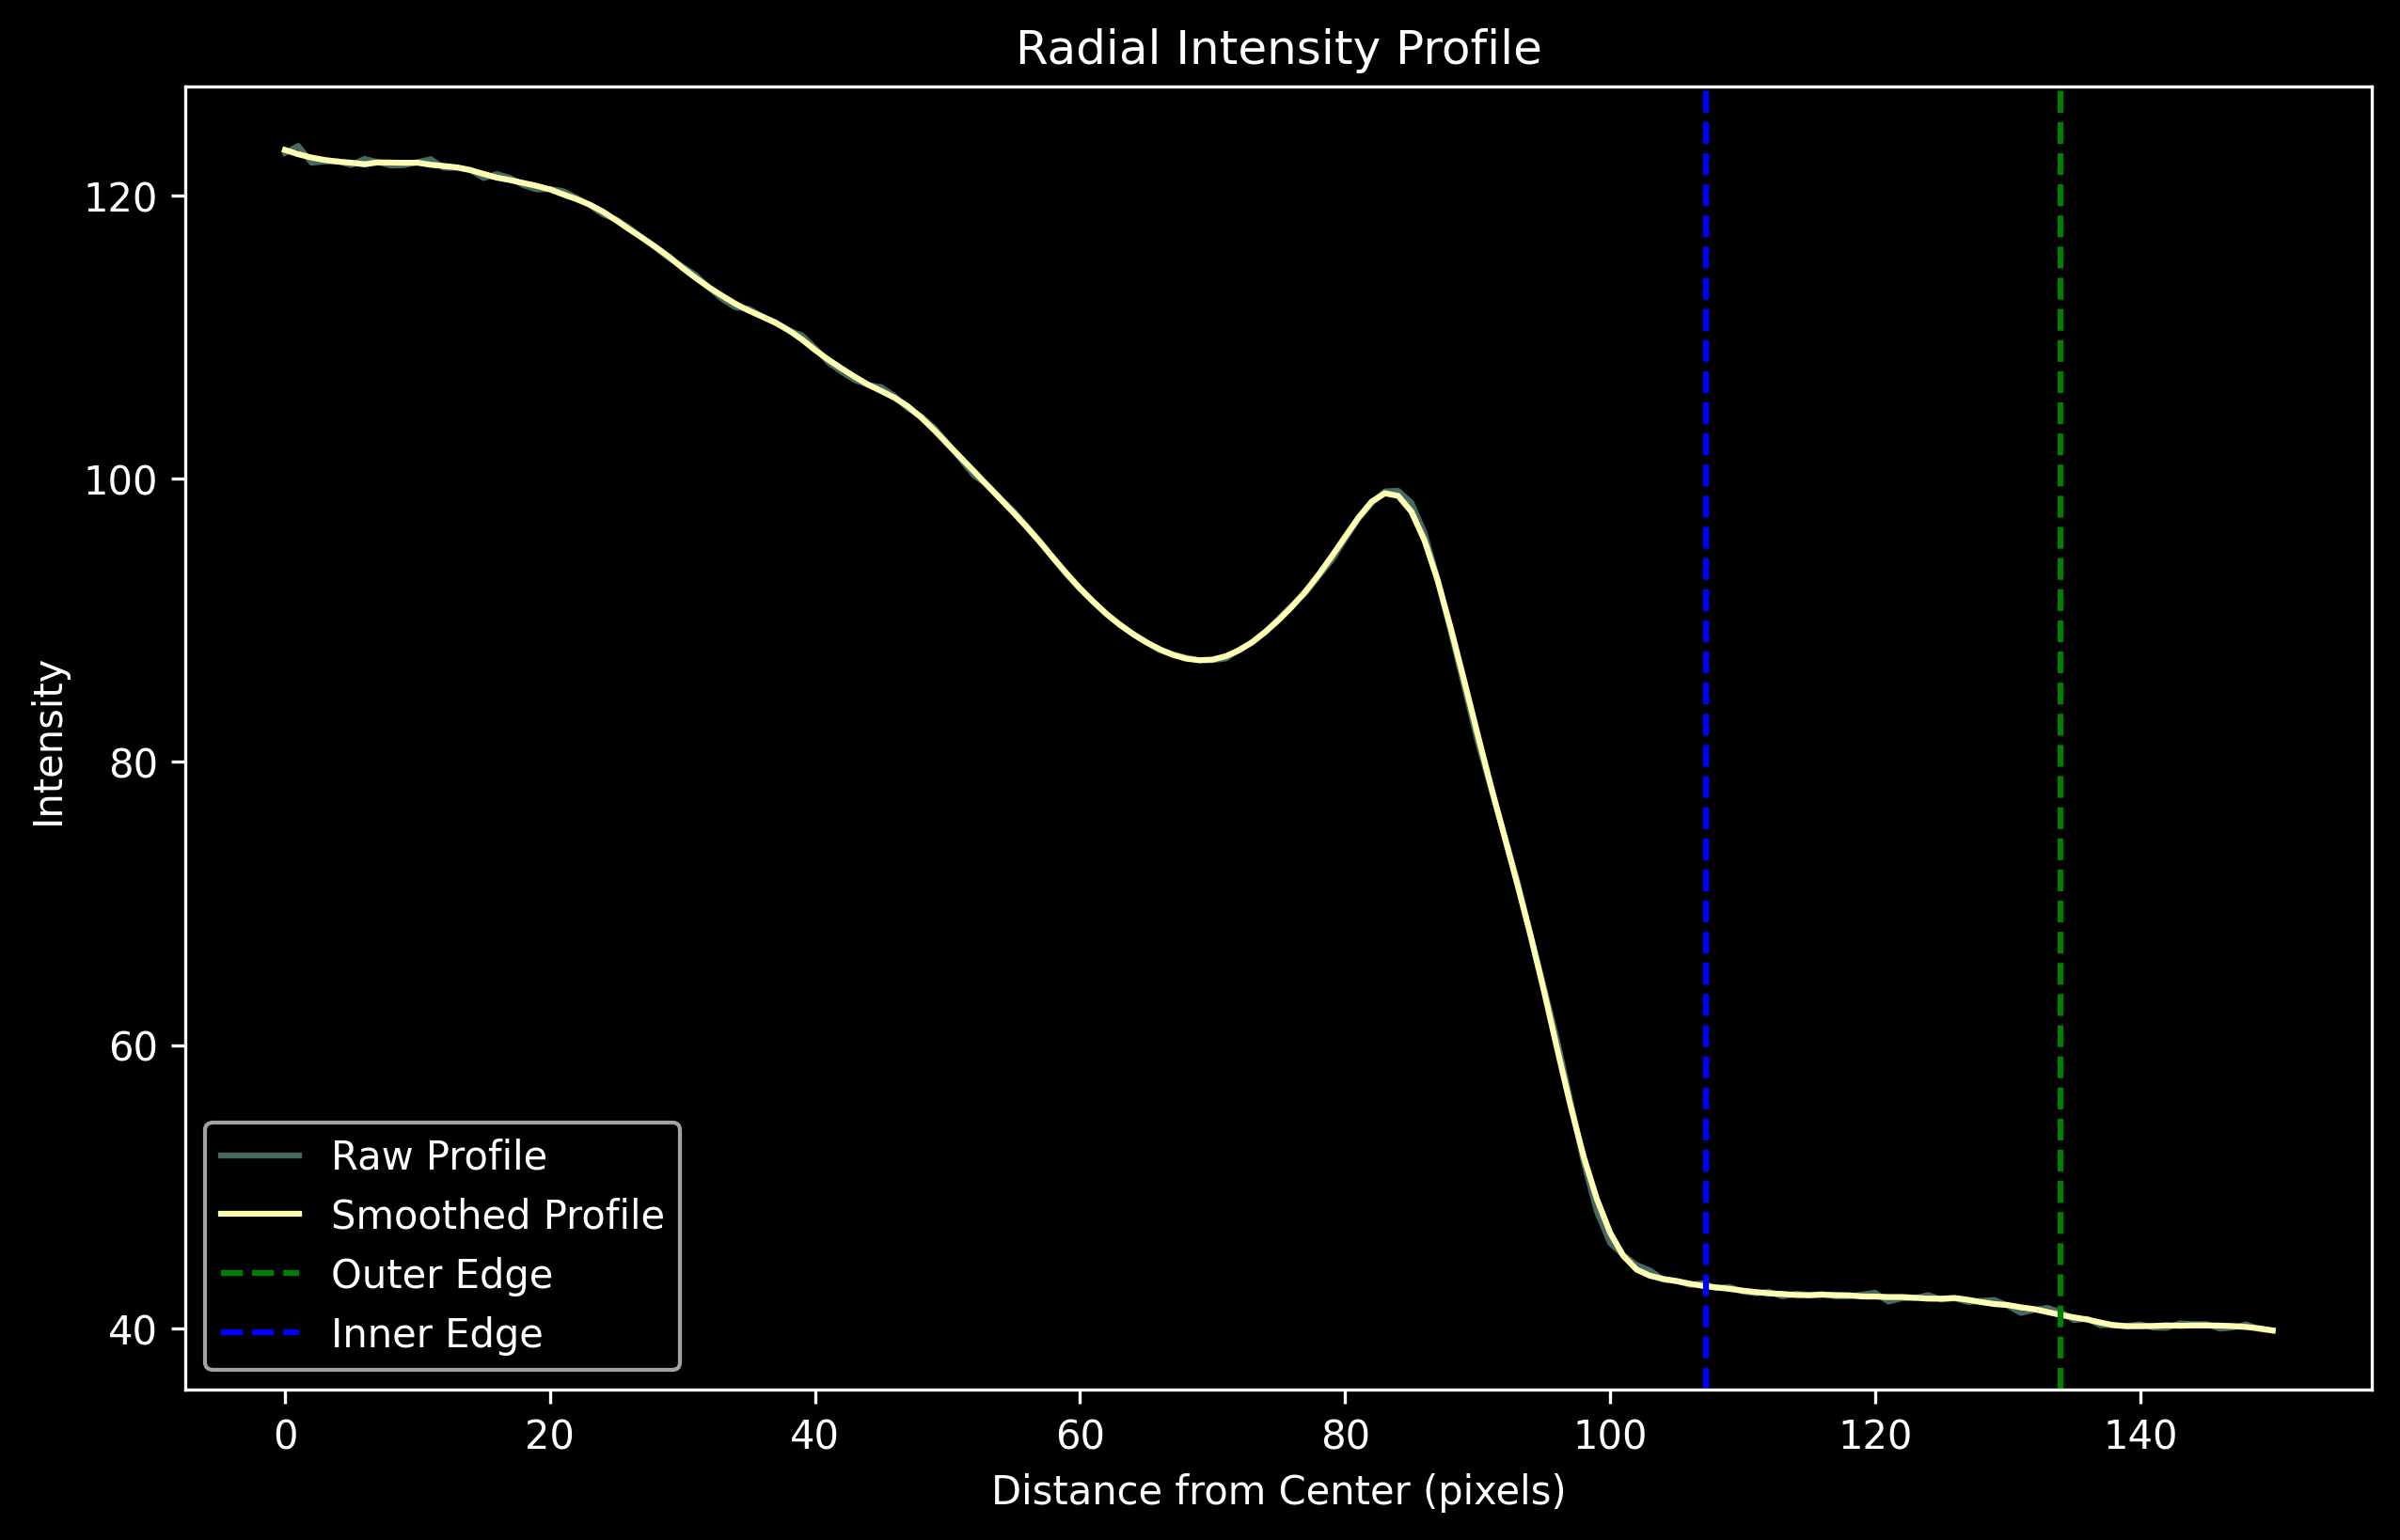 Radial Intensity Profile
Intensity
120
100
80
60
40
Raw Profile
Smoothed Profile
Outer Edge
Inner Edge
0 20 40 60 80 100 120 140
Distance from Center (pixels)